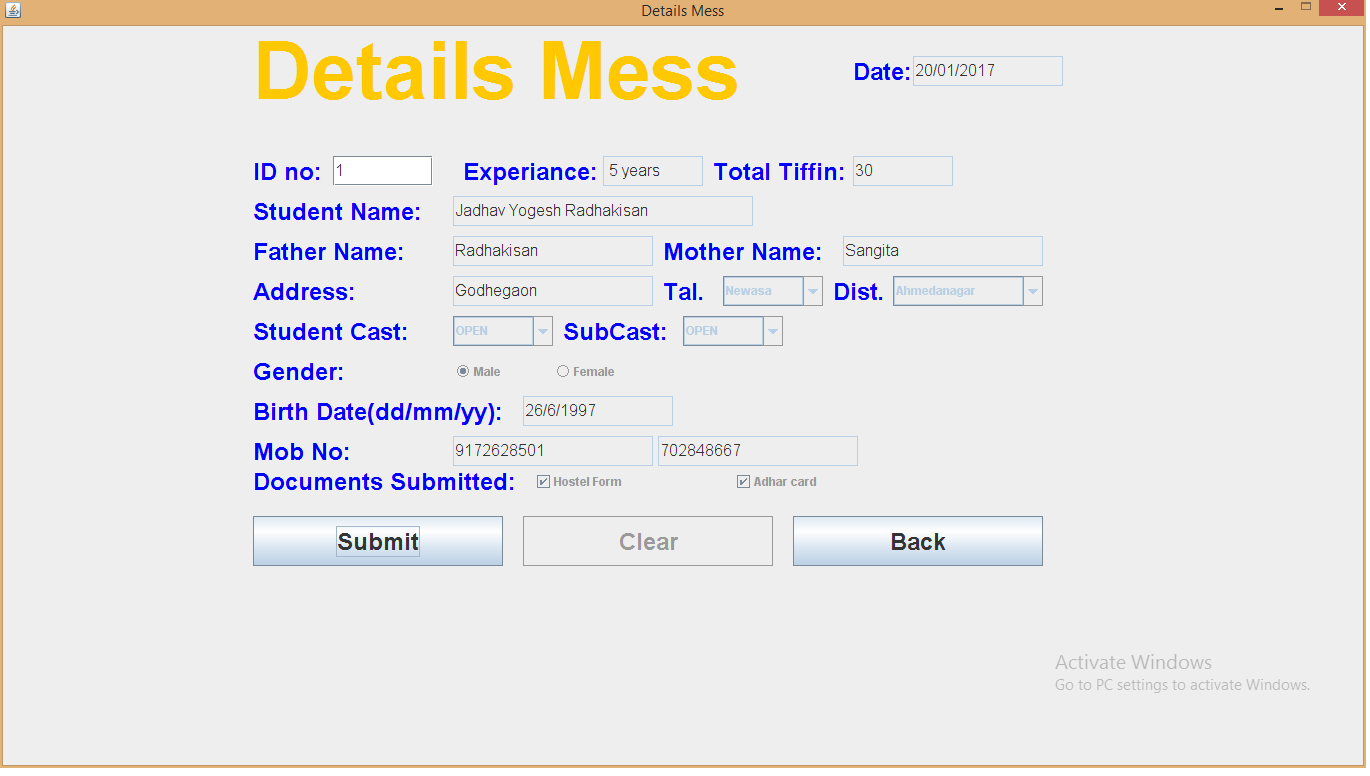 Details Mess
Details Mess
Date: 20/01/2017
ID no: 1 Experiance: 5 years Total Tiffin: 30
Student Name: Jadhav Yogesh Radhakisan
Father Name: Radhakisan Mother Name: Sangita
Address: Godhegaon Tal. Newasa Dist. Ahmedanagar
Student Cast: OPEN SubCast: OPEN
Gender: Male Female
Birth Date(dd/mm/yy): 26/6/1997
Mob No: 9172628501 702848667
Documents Submitted: Hostel Form Adhar card
Submit Clear Back
Activate Windows
Go to PC settings to activate Windows.